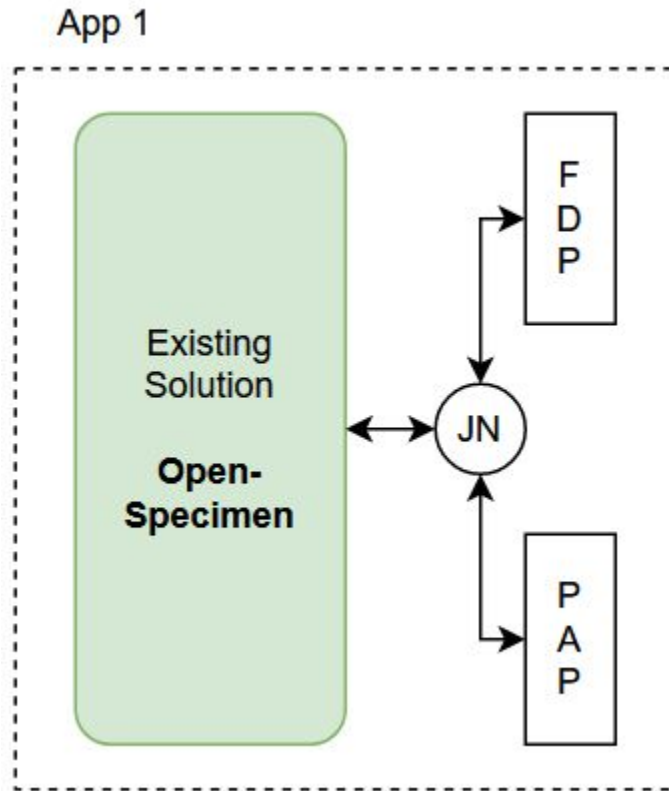 App 1
Existing
Solution
Open-
Specimen
F
D
P
JN
P
A
P